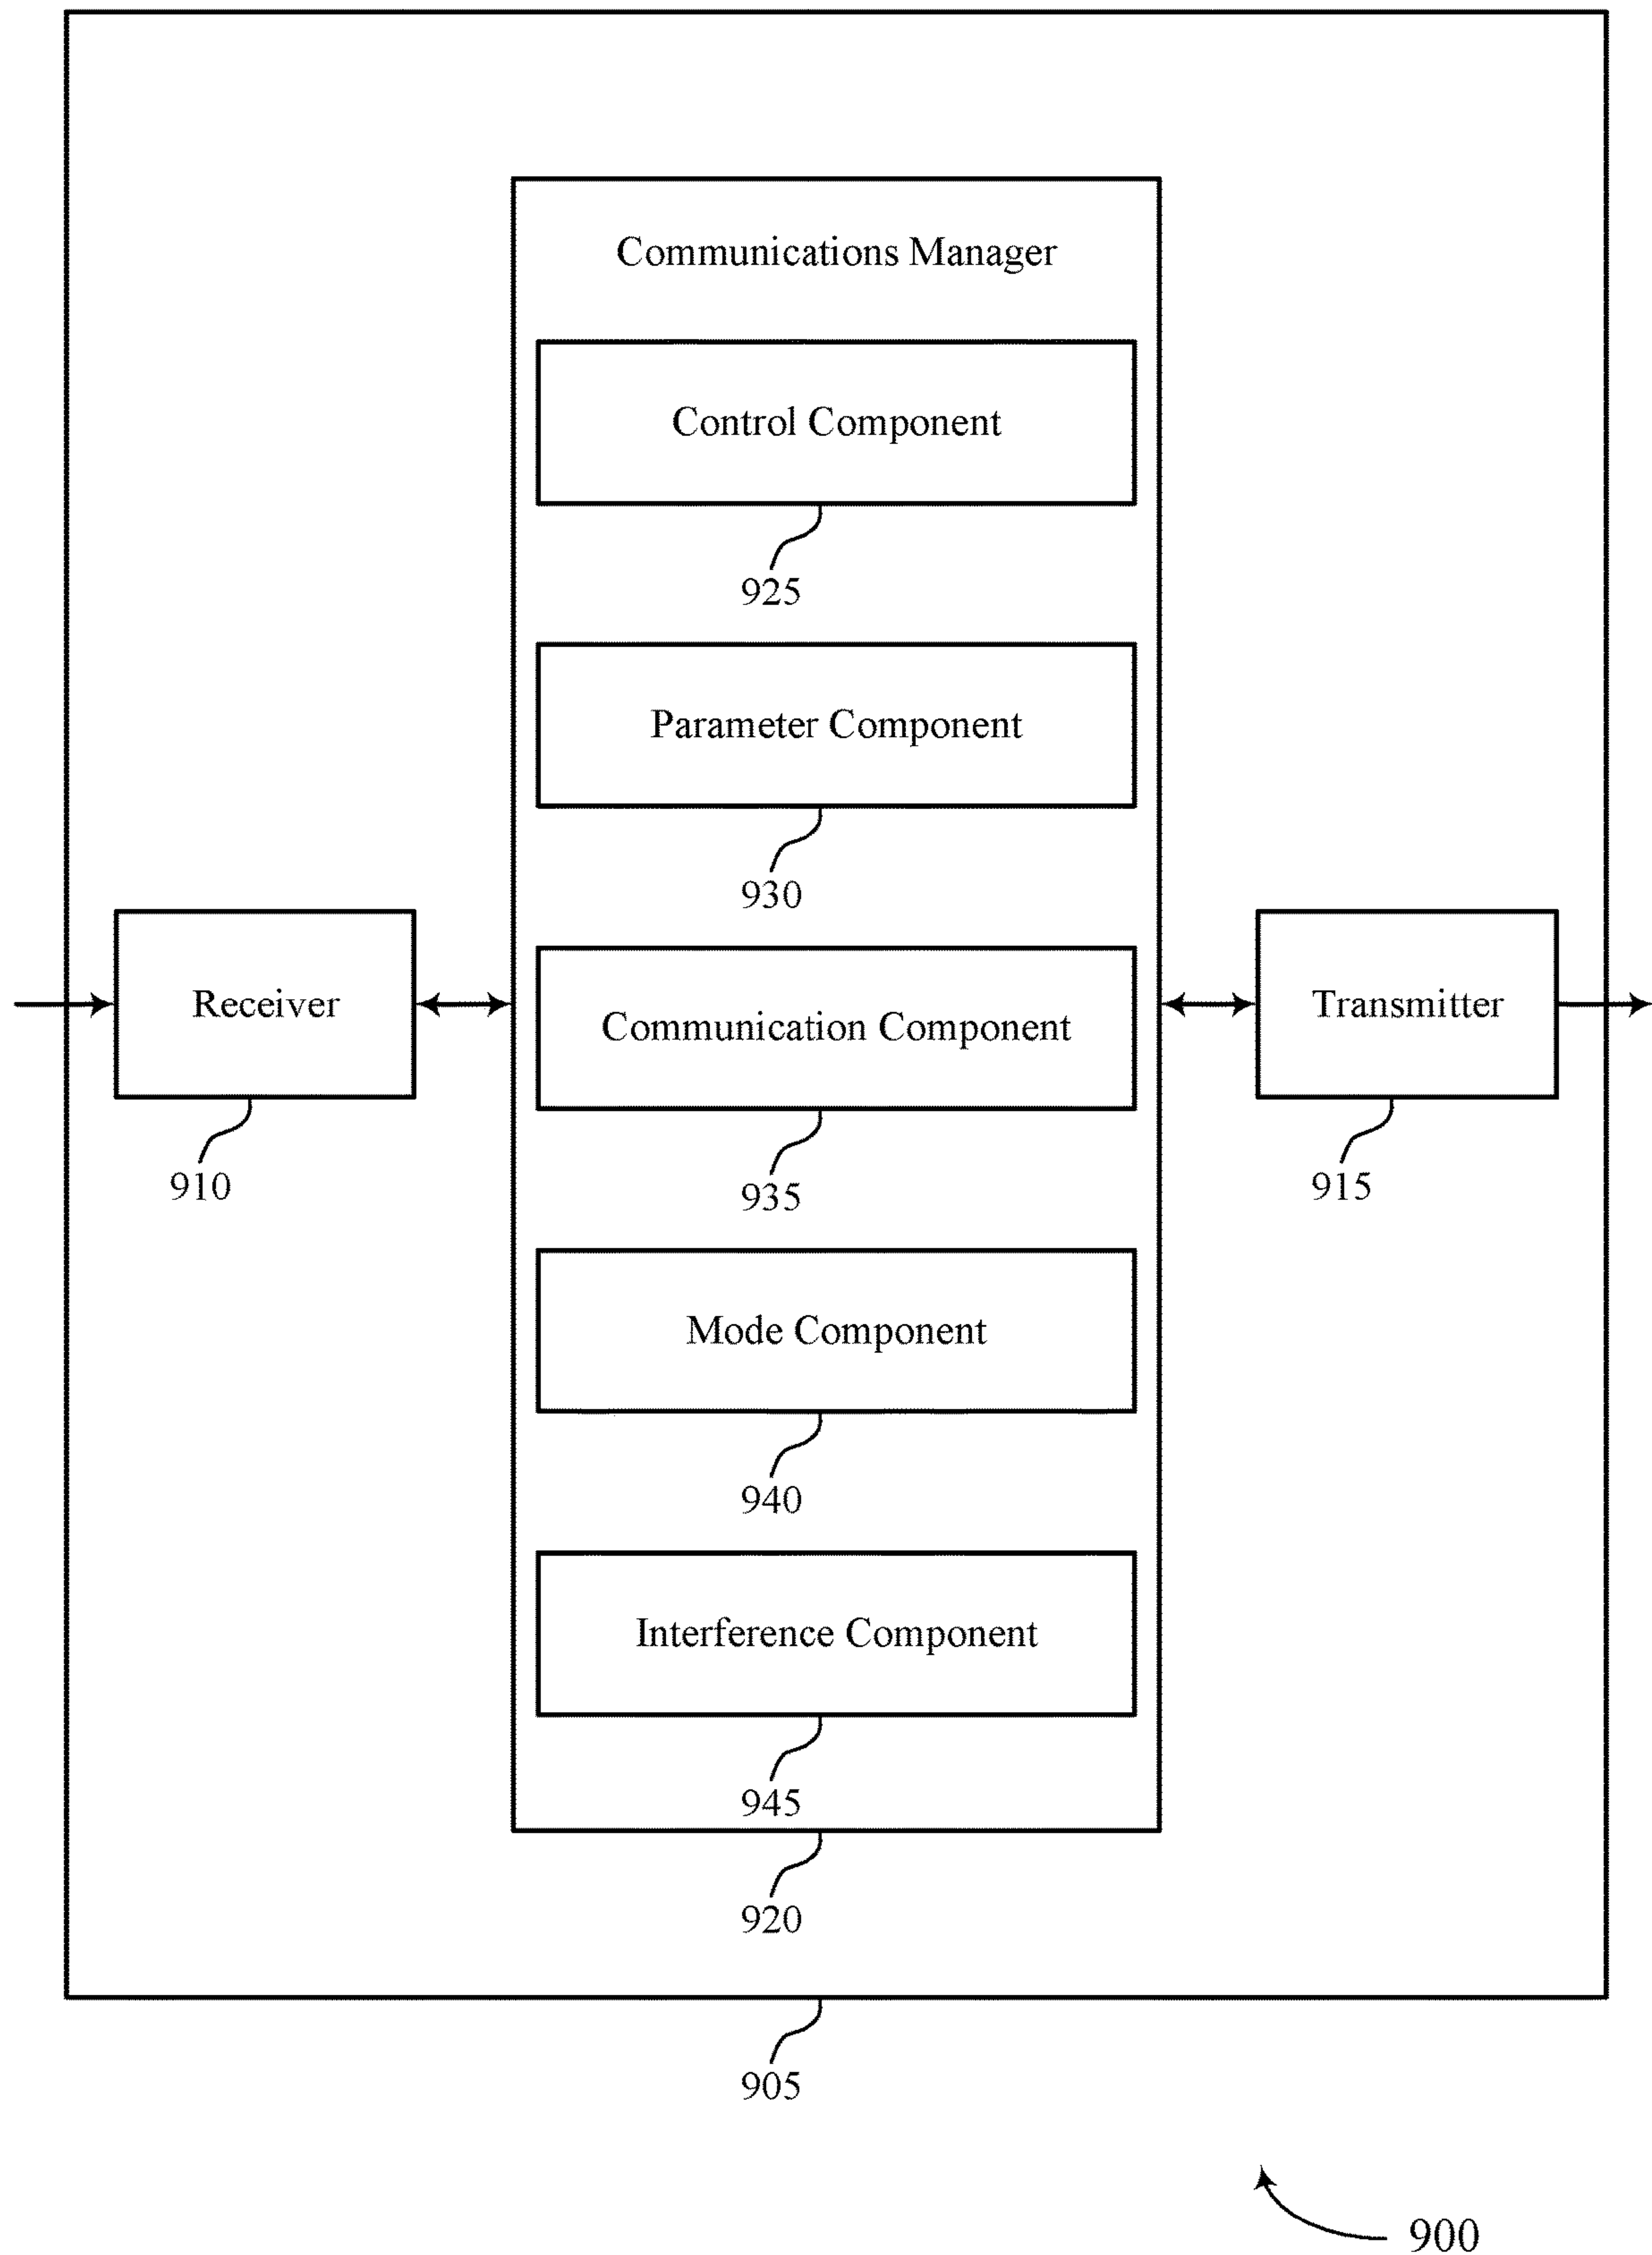 Communications Manager
Control Component
925
Parameter Component
930
Receiver
910
Communication Component
935
Transmitter
915
Mode Component
940
Interference Component
945
920
905
900